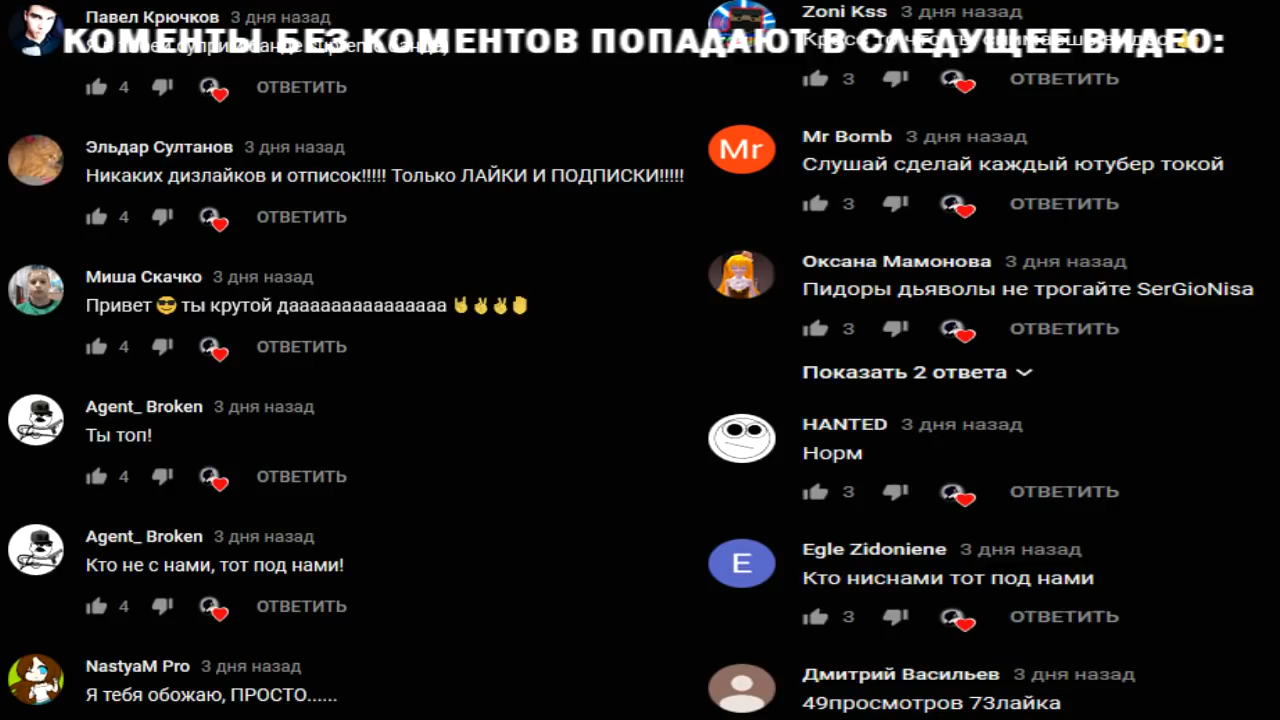 Павел Крючков 3 дня назад
КОМЕНТЫ БЕЗ КОМЕНТОВ ПОПАДАЮТ В СЛЕДУЩЕЕ ВИДЕО:
4 ОТВЕТИТЬ
Эльдар Султанов 3 дня назад
Никаких дизлайков и отписок!!!!! Только ЛАЙКИ И ПОДПИСКИ!!!!!
4 ОТВЕТИТЬ
Миша Скачко 3 дня назад
Привет 😎 ты крутой дааааааааааааааа 🤘✌✌🤚
4 ОТВЕТИТЬ
Agent_ Broken 3 дня назад
Ты топ!
4 ОТВЕТИТЬ
Agent_ Broken 3 дня назад
Кто не с нами, тот под нами!
4 ОТВЕТИТЬ
NastyaM Pro 3 дня назад
Я тебя обожаю, ПРОСТО......
Zoni Kss 3 дня назад
3 ОТВЕТИТЬ
Mr
Mr Bomb 3 дня назад
Слушай сделай каждый ютубер токой
3 ОТВЕТИТЬ
Оксана Мамонова 3 дня назад
Пидоры дьяволы не трогайте SerGioNisa
3 ОТВЕТИТЬ
Показать 2 ответа
HANTED 3 дня назад
Норм
3 ОТВЕТИТЬ
E
Egle Zidoniene 3 дня назад
Кто ниснами тот под нами
3 ОТВЕТИТЬ
Дмитрий Васильев 3 дня назад
49просмотров 73лайка